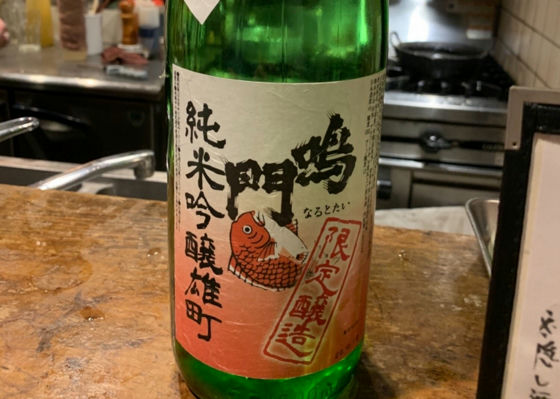 鳴門
なるとたい
純米吟醸雄町
限定醸造